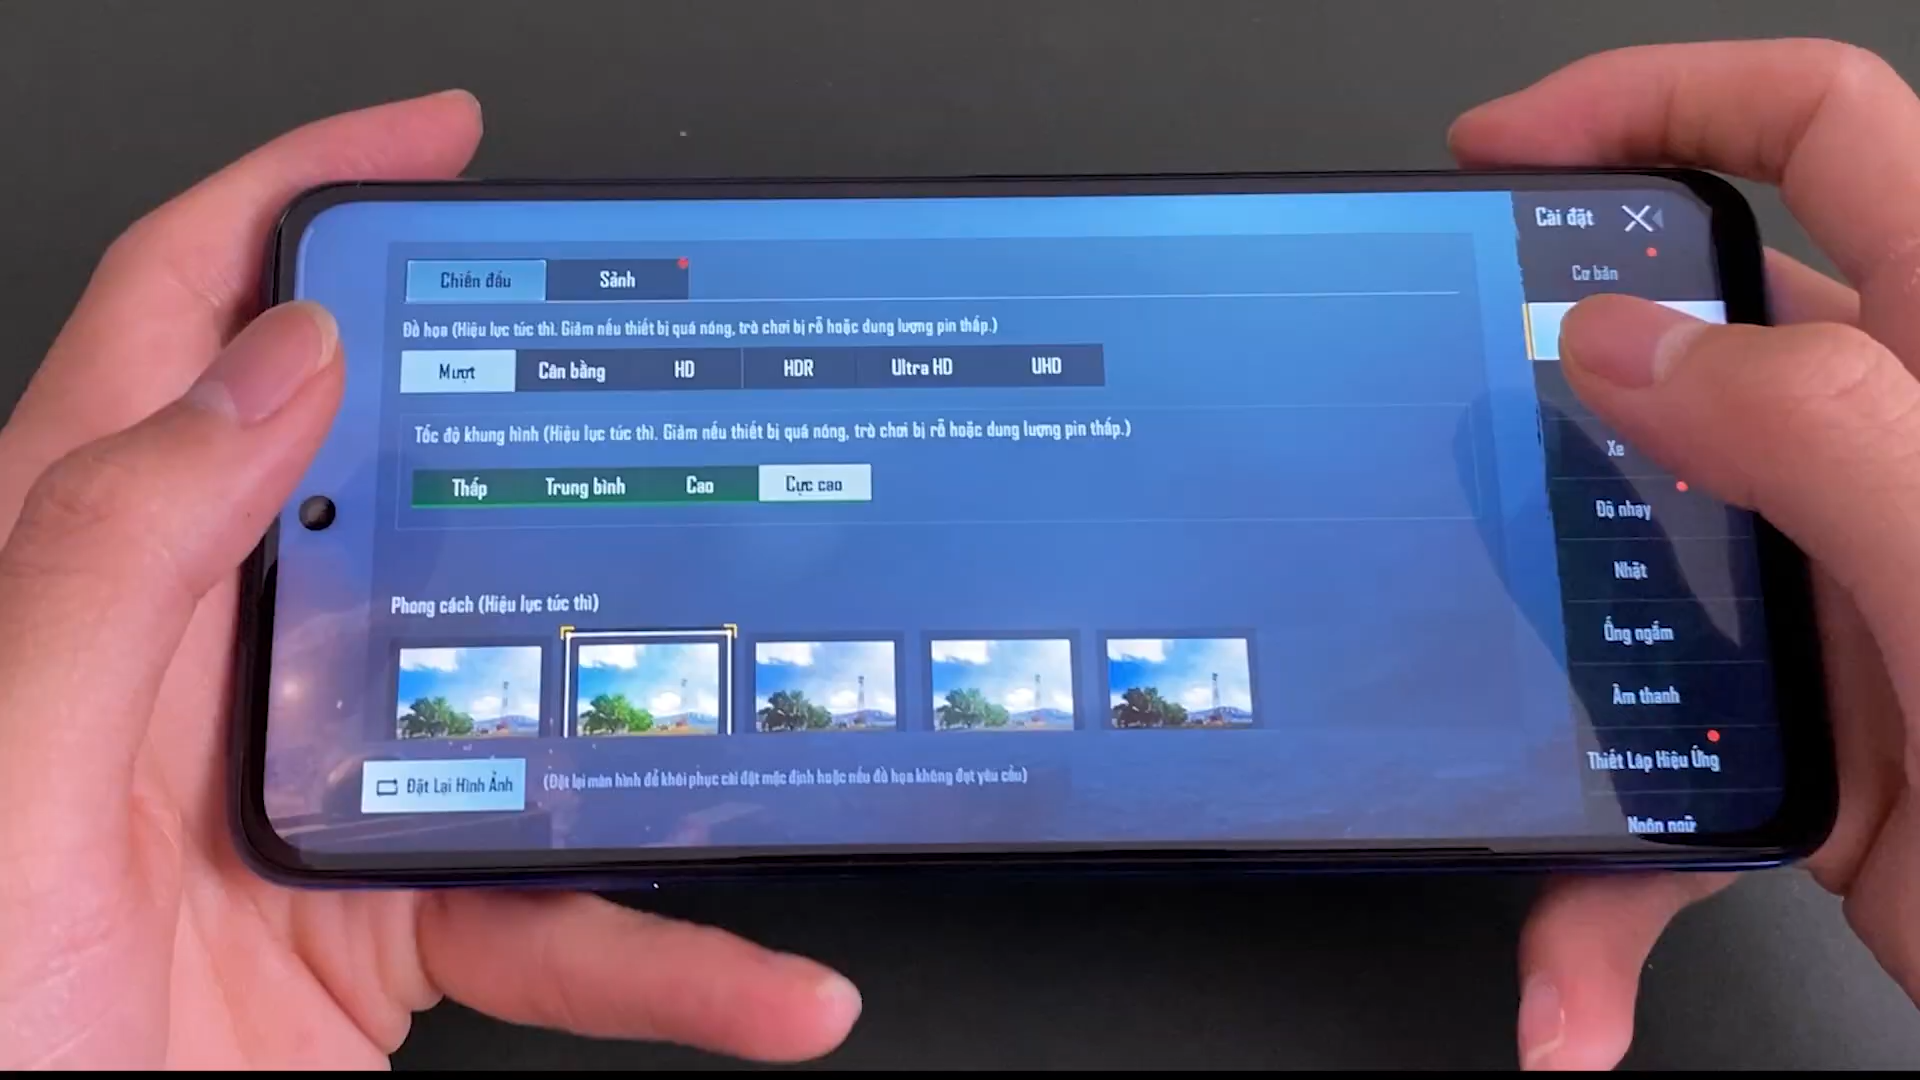 Cài đặt
Cơ bản
Chiến đấu
Sảnh
Đồ họa (Hiệu lực tức thì. Giảm nếu thiết bị quá nóng, trò chơi bị rỗ hoặc dung lượng pin thấp.)
Mượt
Cân bằng
HD
HDR
Ultra HD
UHD
Tốc độ khung hình (Hiệu lực tức thì. Giảm nếu thiết bị quá nóng, trò chơi bị rỗ hoặc dung lượng pin thấp.)
Thấp
Trung bình
Cao
Cực cao
Xe
Độ nhạy
Nhặt
Phong cách (Hiệu lực tức thì)
Ống ngắm
Âm thanh
Thiết Lập Hiệu Ứng
Đặt Lại Hình Ảnh
(Đặt lại màn hình để khôi phục cài đặt mặc định hoặc nếu đồ họa không đạt yêu cầu)
Ngôn ngữ